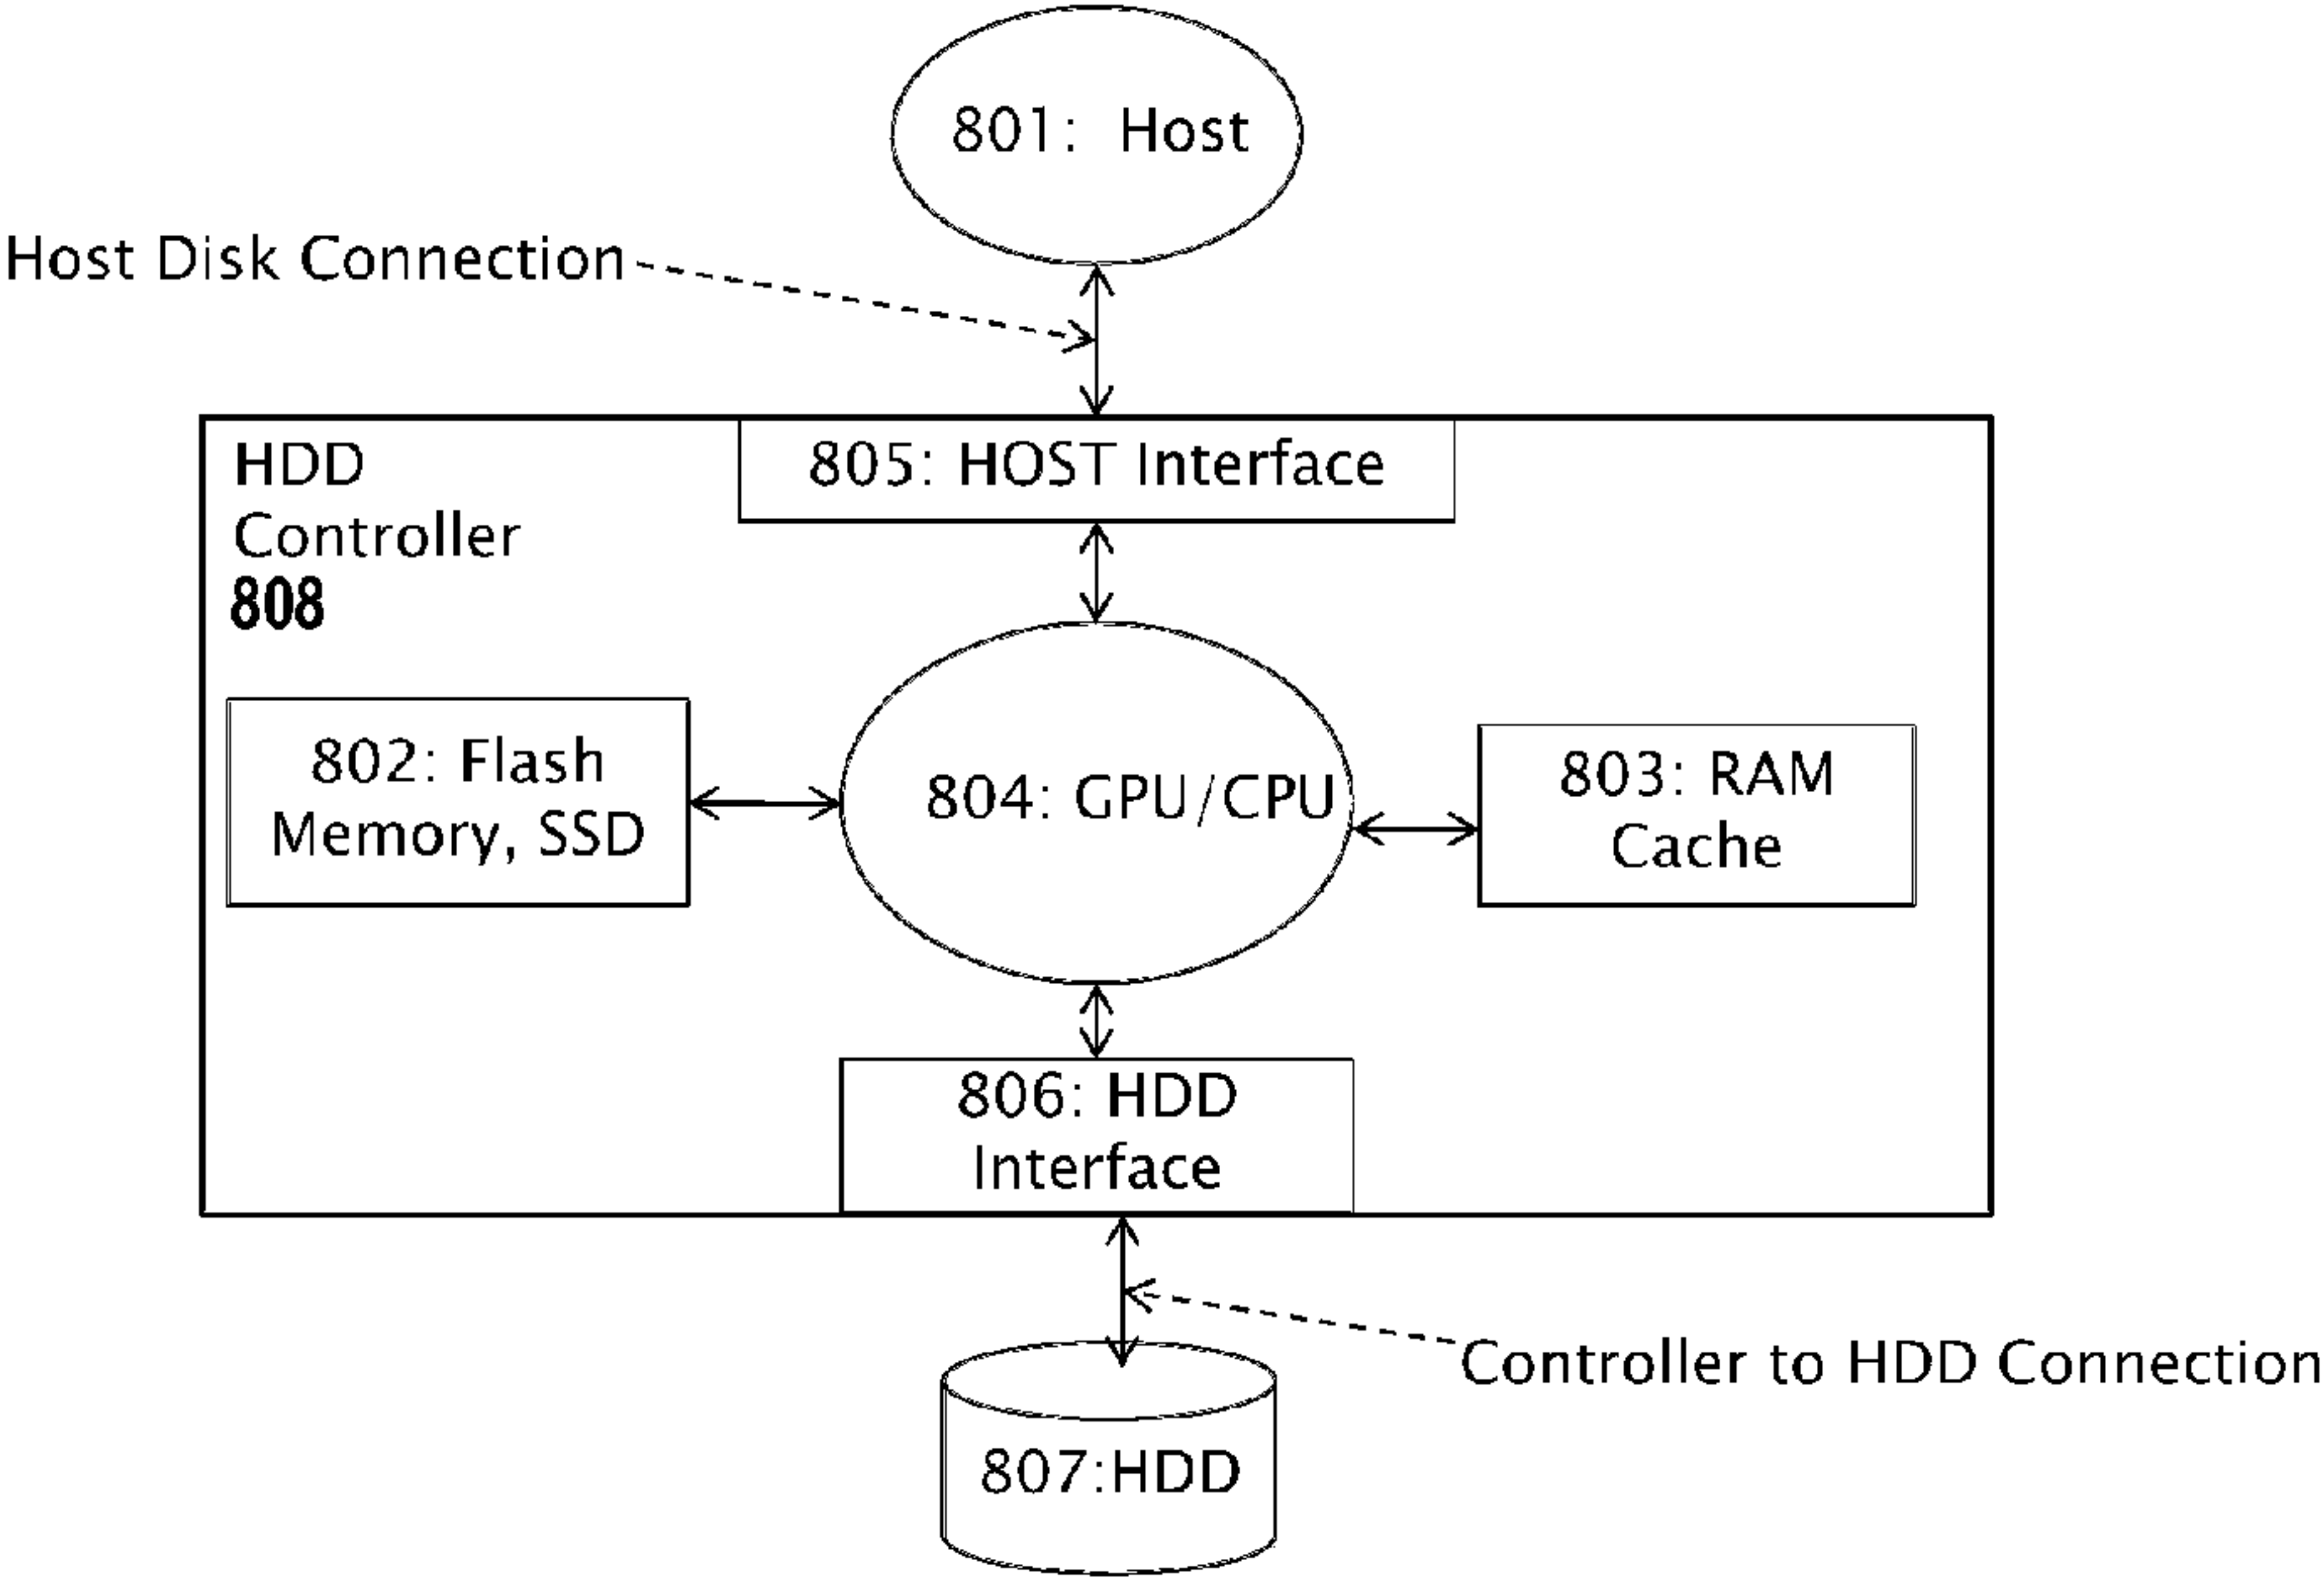 801: Host
Host Disk Connection
805: HOST Interface
HDD
Controller
808
802: Flash
Memory, SSD
804: GPU/CPU
803: RAM
Cache
806: HDD
Interface
Controller to HDD Connection
807:HDD